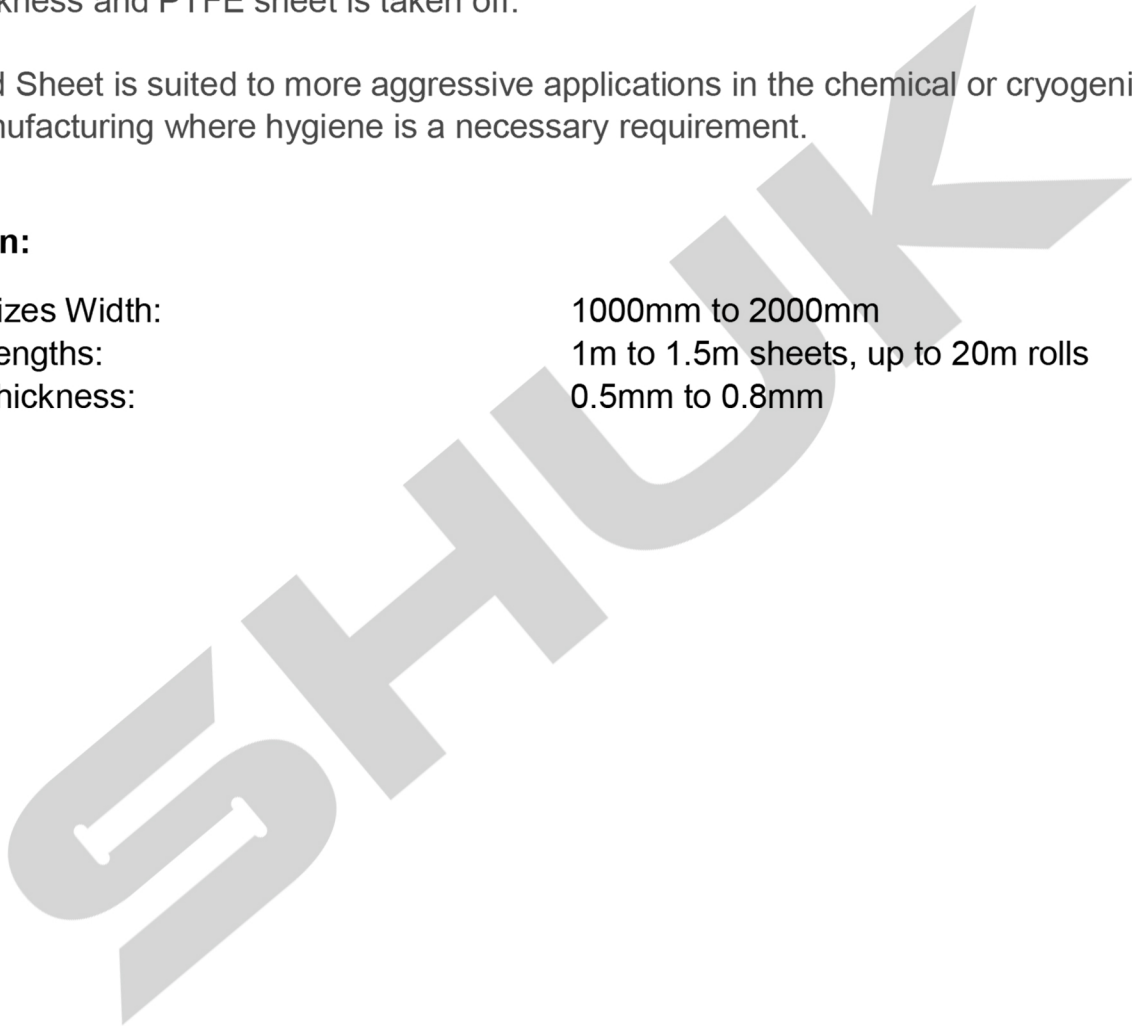 kness and PTFE sheet is taken off.
d Sheet is suited to more aggressive applications in the chemical or cryogeni
nufacturing where hygiene is a necessary requirement.
n:
izes Width: 1000mm to 2000mm
engths: 1m to 1.5m sheets, up to 20m rolls
hickness: 0.5mm to 0.8mm
SHUK